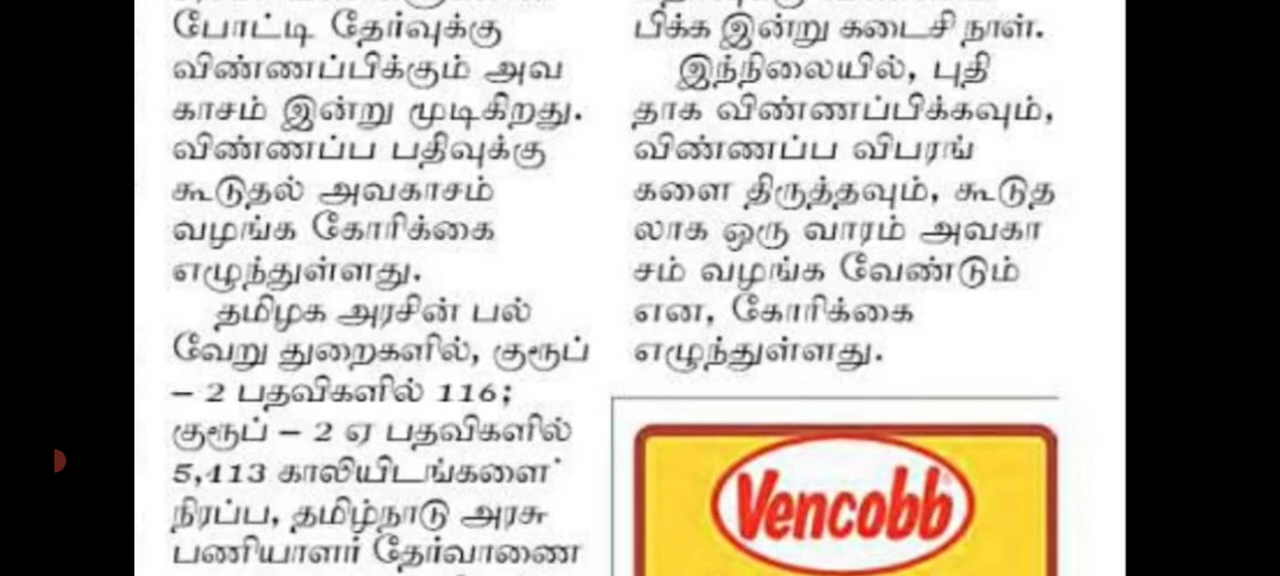 போட்டி தேர்வுக்கு
விண்ணப்பிக்கும் அவ
காசம் இன்று முடிகிறது.
விண்ணப்ப பதிவுக்கு
கூடுதல் அவகாசம்
வழங்க கோரிக்கை
எழுந்துள்ளது.
தமிழக அரசின் பல்
வேறு துறைகளில், குரூப்
– 2 பதவிகளில் 116;
குரூப் – 2 ஏ பதவிகளில்
5,413 காலியிடங்களை
நிரப்ப, தமிழ்நாடு அரசு
பணியாளர் தேர்வாணை
பிக்க இன்று கடைசி நாள்.
இந்நிலையில், புதி
தாக விண்ணப்பிக்கவும்,
விண்ணப்ப விபரங்
களை திருத்தவும், கூடுத
லாக ஒரு வாரம் அவகா
சம் வழங்க வேண்டும்
என, கோரிக்கை
எழுந்துள்ளது.
Vencobb